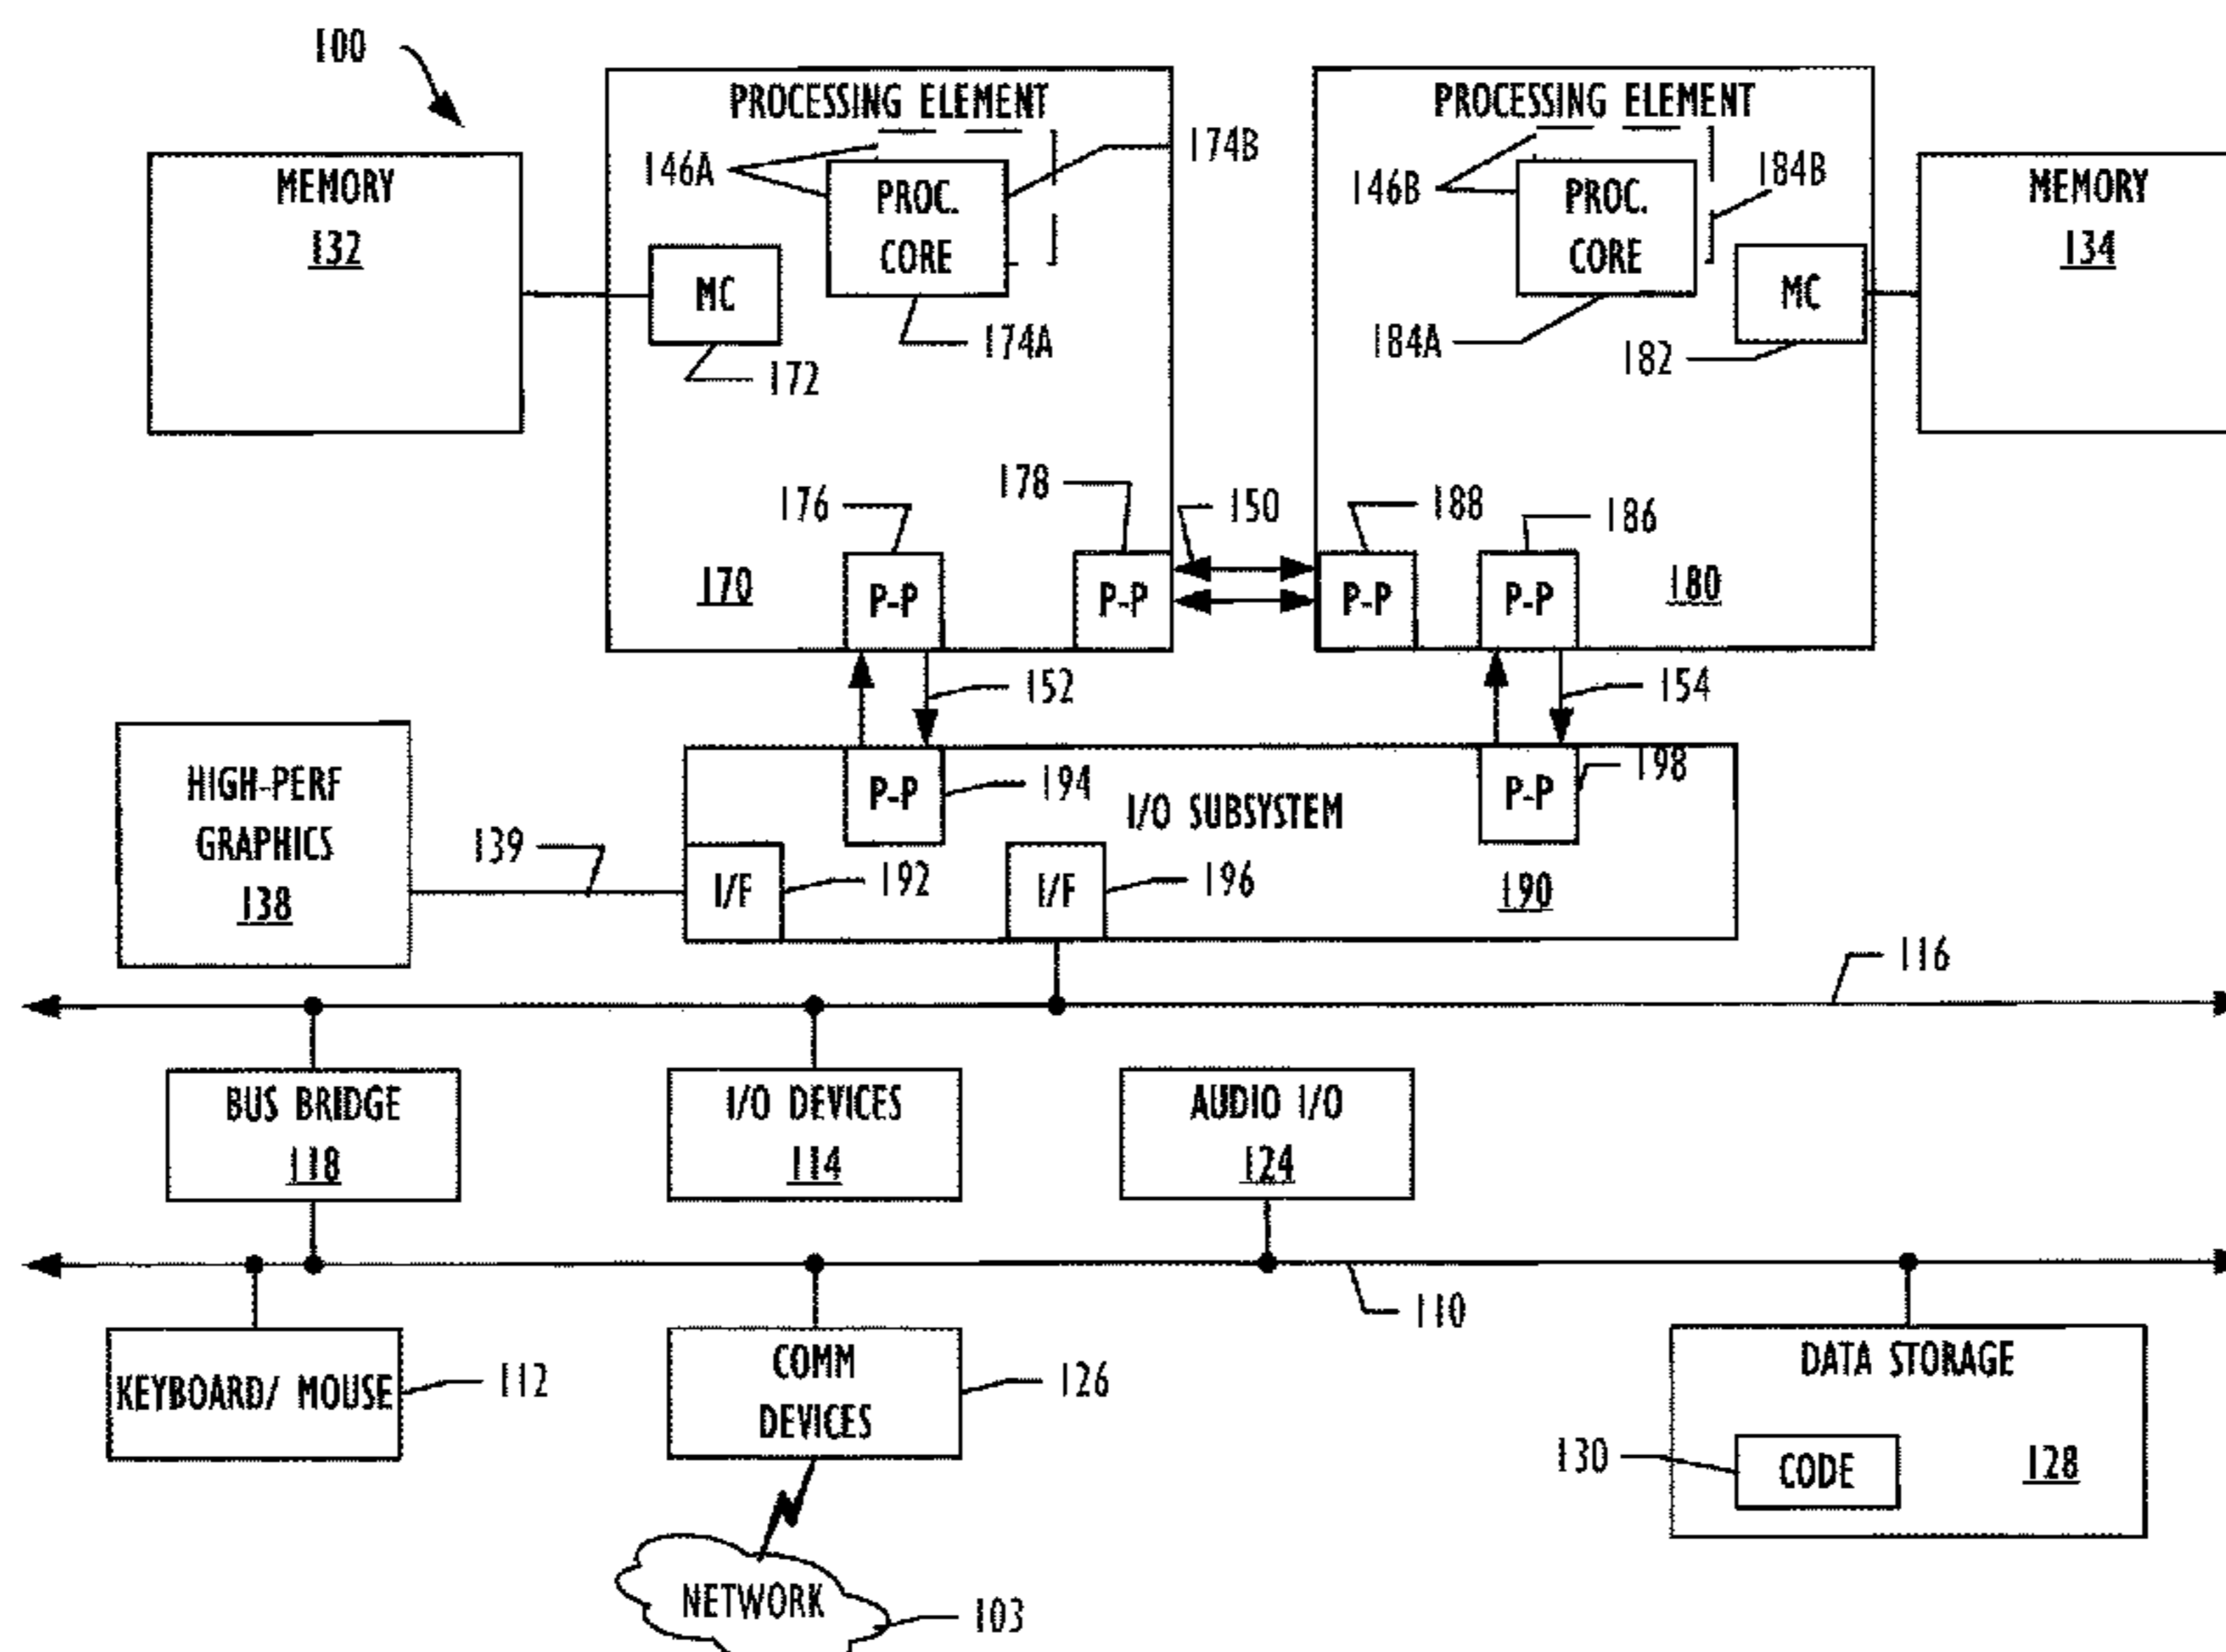 100
PROCESSING ELEMENT
PROCESSING ELEMENT
MEMORY
132
146A
PROC.
CORE
174B
146B
PROC.
CORE
184B
MEMORY
134
MC
172
174A
184A
MC
182
176
178
150
188
186
170
P-P
P-P
P-P
P-P
180
152
154
HIGH-PERF
GRAPHICS
138
139
P-P
194
I/O SUBSYSTEM
P-P
198
I/F
192
I/F
196
190
116
BUS BRIDGE
118
I/O DEVICES
114
AUDIO I/O
124
110
KEYBOARD/ MOUSE
112
COMM
DEVICES
126
DATA STORAGE
130
CODE
128
NETWORK
103